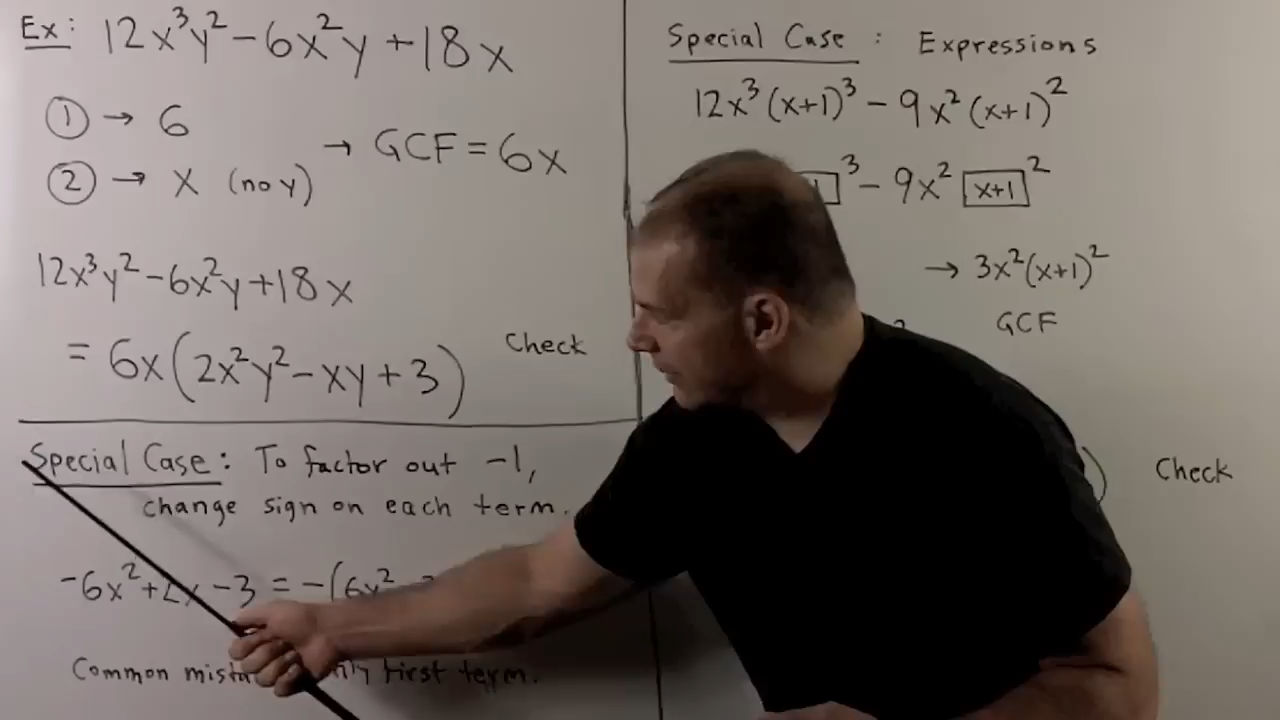 Ex: 12x³y² - 6x²y + 18x
① → 6
② → x (no y)
→ GCF = 6x
12x³y² - 6x²y + 18x
= 6x(2x²y² - xy + 3)
Check
Special Case: To factor out -1,
change sign on each term.
-6x² + - 3 = -(6x²
Common first term.
Special Case : Expressions
12x³(x+1)³ - 9x²(x+1)²
³ - 9x² x+1 ²
→ 3x²(x+1)²
GCF
) Check